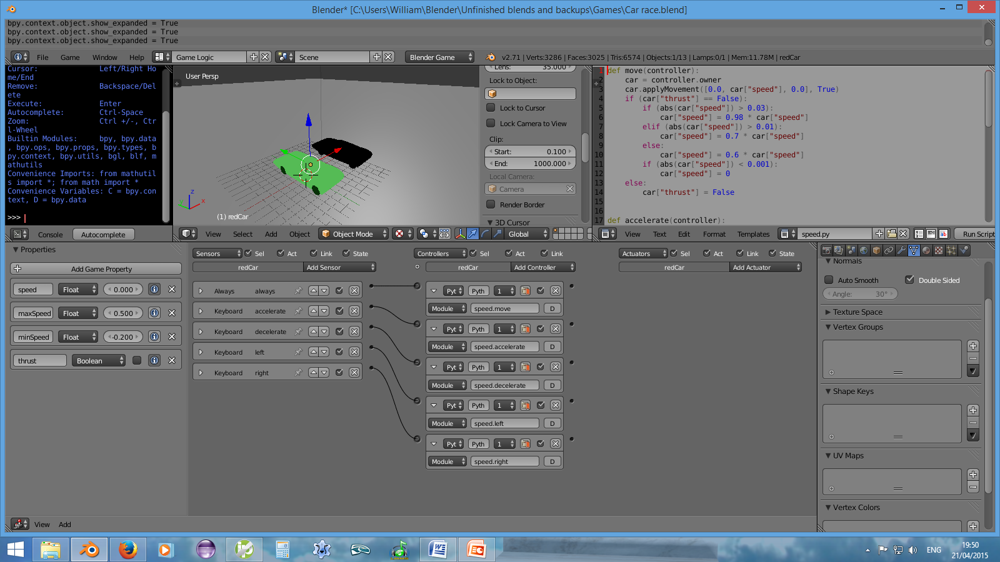 Blender* [C:\Users\William\Blender\Unfinished blends and backups\Games\Car race.blend]
bpy.context.object.show_expanded = True
bpy.context.object.show_expanded = True
bpy.context.object.show_expanded = True
File Game Window Help Game Logic Scene Blender Game v2.71 | Verts:3286 | Faces:3025 | Tris:6574 | Objects:1/13 | Lamps:0/1 | Mem:11.78M | redCar
Cursor: Left/Right Ho
me/End
Remove: Backspace/Del
ete
Execute: Enter
Autocomplete: Ctrl-Space
Zoom: Ctrl +/-, Ctr
l-Wheel
Builtin Modules: bpy, bpy.data
, bpy.ops, bpy.props, bpy.types, b
py.context, bpy.utils, bgl, blf, m
athutils
Convenience Imports: from mathutil
s import *; from math import *
Convenience Variables: C = bpy.con
text, D = bpy.data
>>>
Console Autocomplete
User Persp
z
x
(1) redCar
View Select Add Object Object Mode Global
Lens: 35.000
Lock to Object:
Lock to Cursor
Lock Camera to View
Clip:
Start: 0.100
End: 1000.000
Local Camera:
Camera
Render Border
3D Cursor
1 def move(controller):
2 car = controller.owner
3 car.applyMovement([0.0, car["speed"], 0.0], True)
4 if (car["thrust"] == False):
5 if (abs(car["speed"]) > 0.03):
6 car["speed"] = 0.98 * car["speed"]
7 elif (abs(car["speed"]) > 0.01):
8 car["speed"] = 0.7 * car["speed"]
9 else:
10 car["speed"] = 0.6 * car["speed"]
11 if (abs(car["speed"]) < 0.001):
12 car["speed"] = 0
13 else:
14 car["thrust"] = False
15
16
17 def accelerate(controller):
View Text Edit Format Templates speed.py Run Script
Properties
Add Game Property
speed Float 0.000
maxSpeed Float 0.500
minSpeed Float -0.200
thrust Boolean
Sensors Sel Act Link State
redCar Add Sensor
Always always
Keyboard accelerate
Keyboard decelerate
Keyboard left
Keyboard right
Controllers Sel Act Link
redCar Add Controller
Pyt Pyth 1
Module speed.move D
Pyt Pyth 1
Module speed.accelerate D
Pyt Pyth 1
Module speed.decelerate D
Pyt Pyth 1
Module speed.left D
Pyt Pyth 1
Module speed.right D
Actuators Sel Act Link State
redCar Add Actuator
Normals
Auto Smooth Double Sided
Angle: 30°
Texture Space
Vertex Groups
Shape Keys
UV Maps
Vertex Colors
View Add
ENG
19:50
21/04/2015